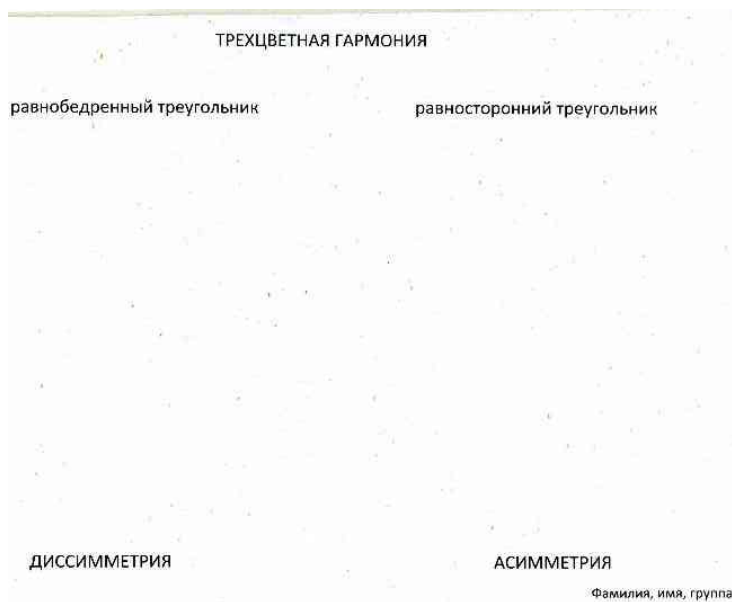 ТРЕХЦВЕТНАЯ ГАРМОНИЯ
равнобедренный треугольник равносторонний треугольник
ДИССИММЕТРИЯ АСИММЕТРИЯ
Фамилия, имя, группа